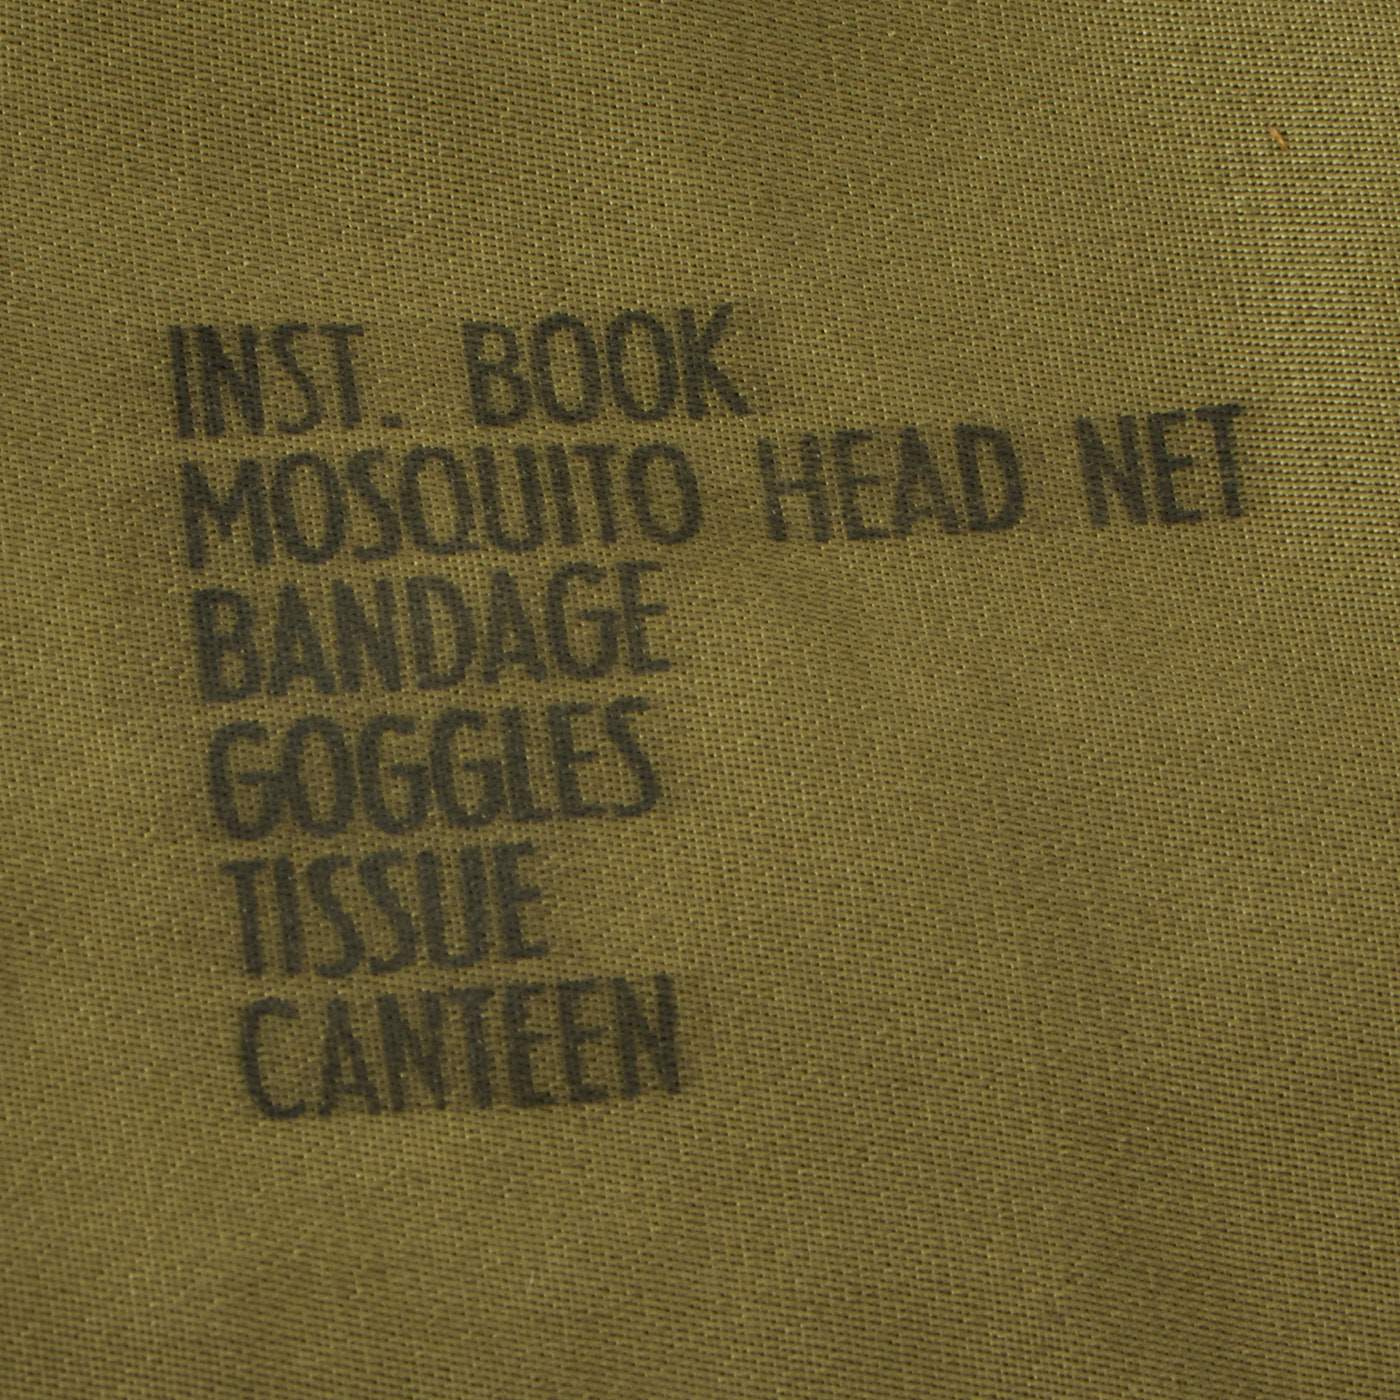 INST. BOOK
MOSQUITO HEAD NET
BANDAGE
GOGGLES
TISSUE
CANTEEN